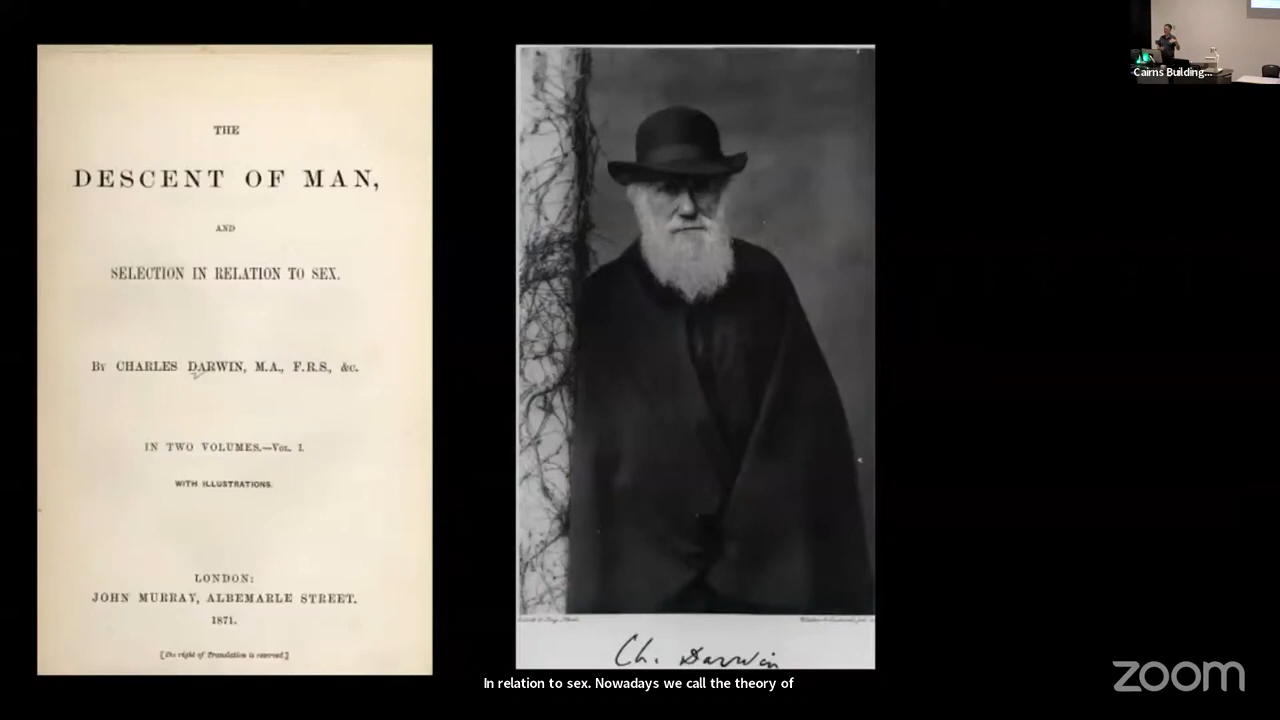 THE
DESCENT OF MAN,
AND
SELECTION IN RELATION TO SEX.
BY CHARLES DARWIN, M.A., F.R.S., &c.
IN TWO VOLUMES.—VOL. I.
WITH ILLUSTRATIONS.
LONDON:
JOHN MURRAY, ALBEMARLE STREET.
1871.
[The right of Translation is reserved.]
Ch. Darwin
Cairns Building...
In relation to sex. Nowadays we call the theory of
zoom